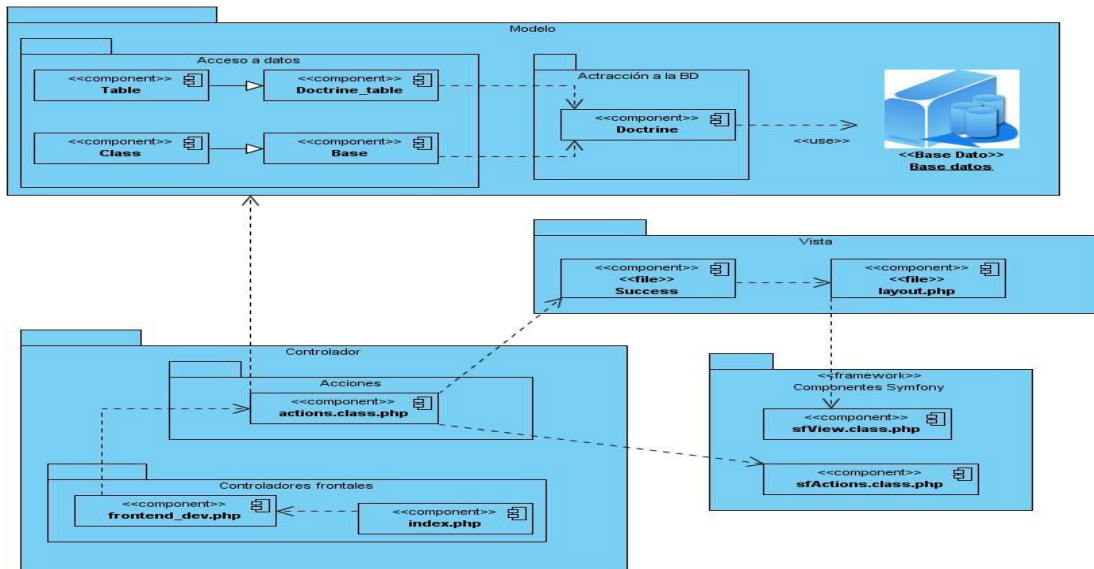 Modelo
Acceso a datos
<<component>>
Table
<<component>>
Doctrine_table
<<component>>
Class
<<component>>
Base
Actracción a la BD
<<component>>
Doctrine
<<use>>
<<Base Dato>>
Base datos
Vista
<<component>>
<<file>>
Success
<<component>>
<<file>>
layout.php
Controlador
Acciones
<<component>>
actions.class.php
Controladores frontales
<<component>>
frontend_dev.php
<<component>>
index.php
<<framework>>
Componentes Symfony
<<component>>
sfView.class.php
<<component>>
sfActions.class.php